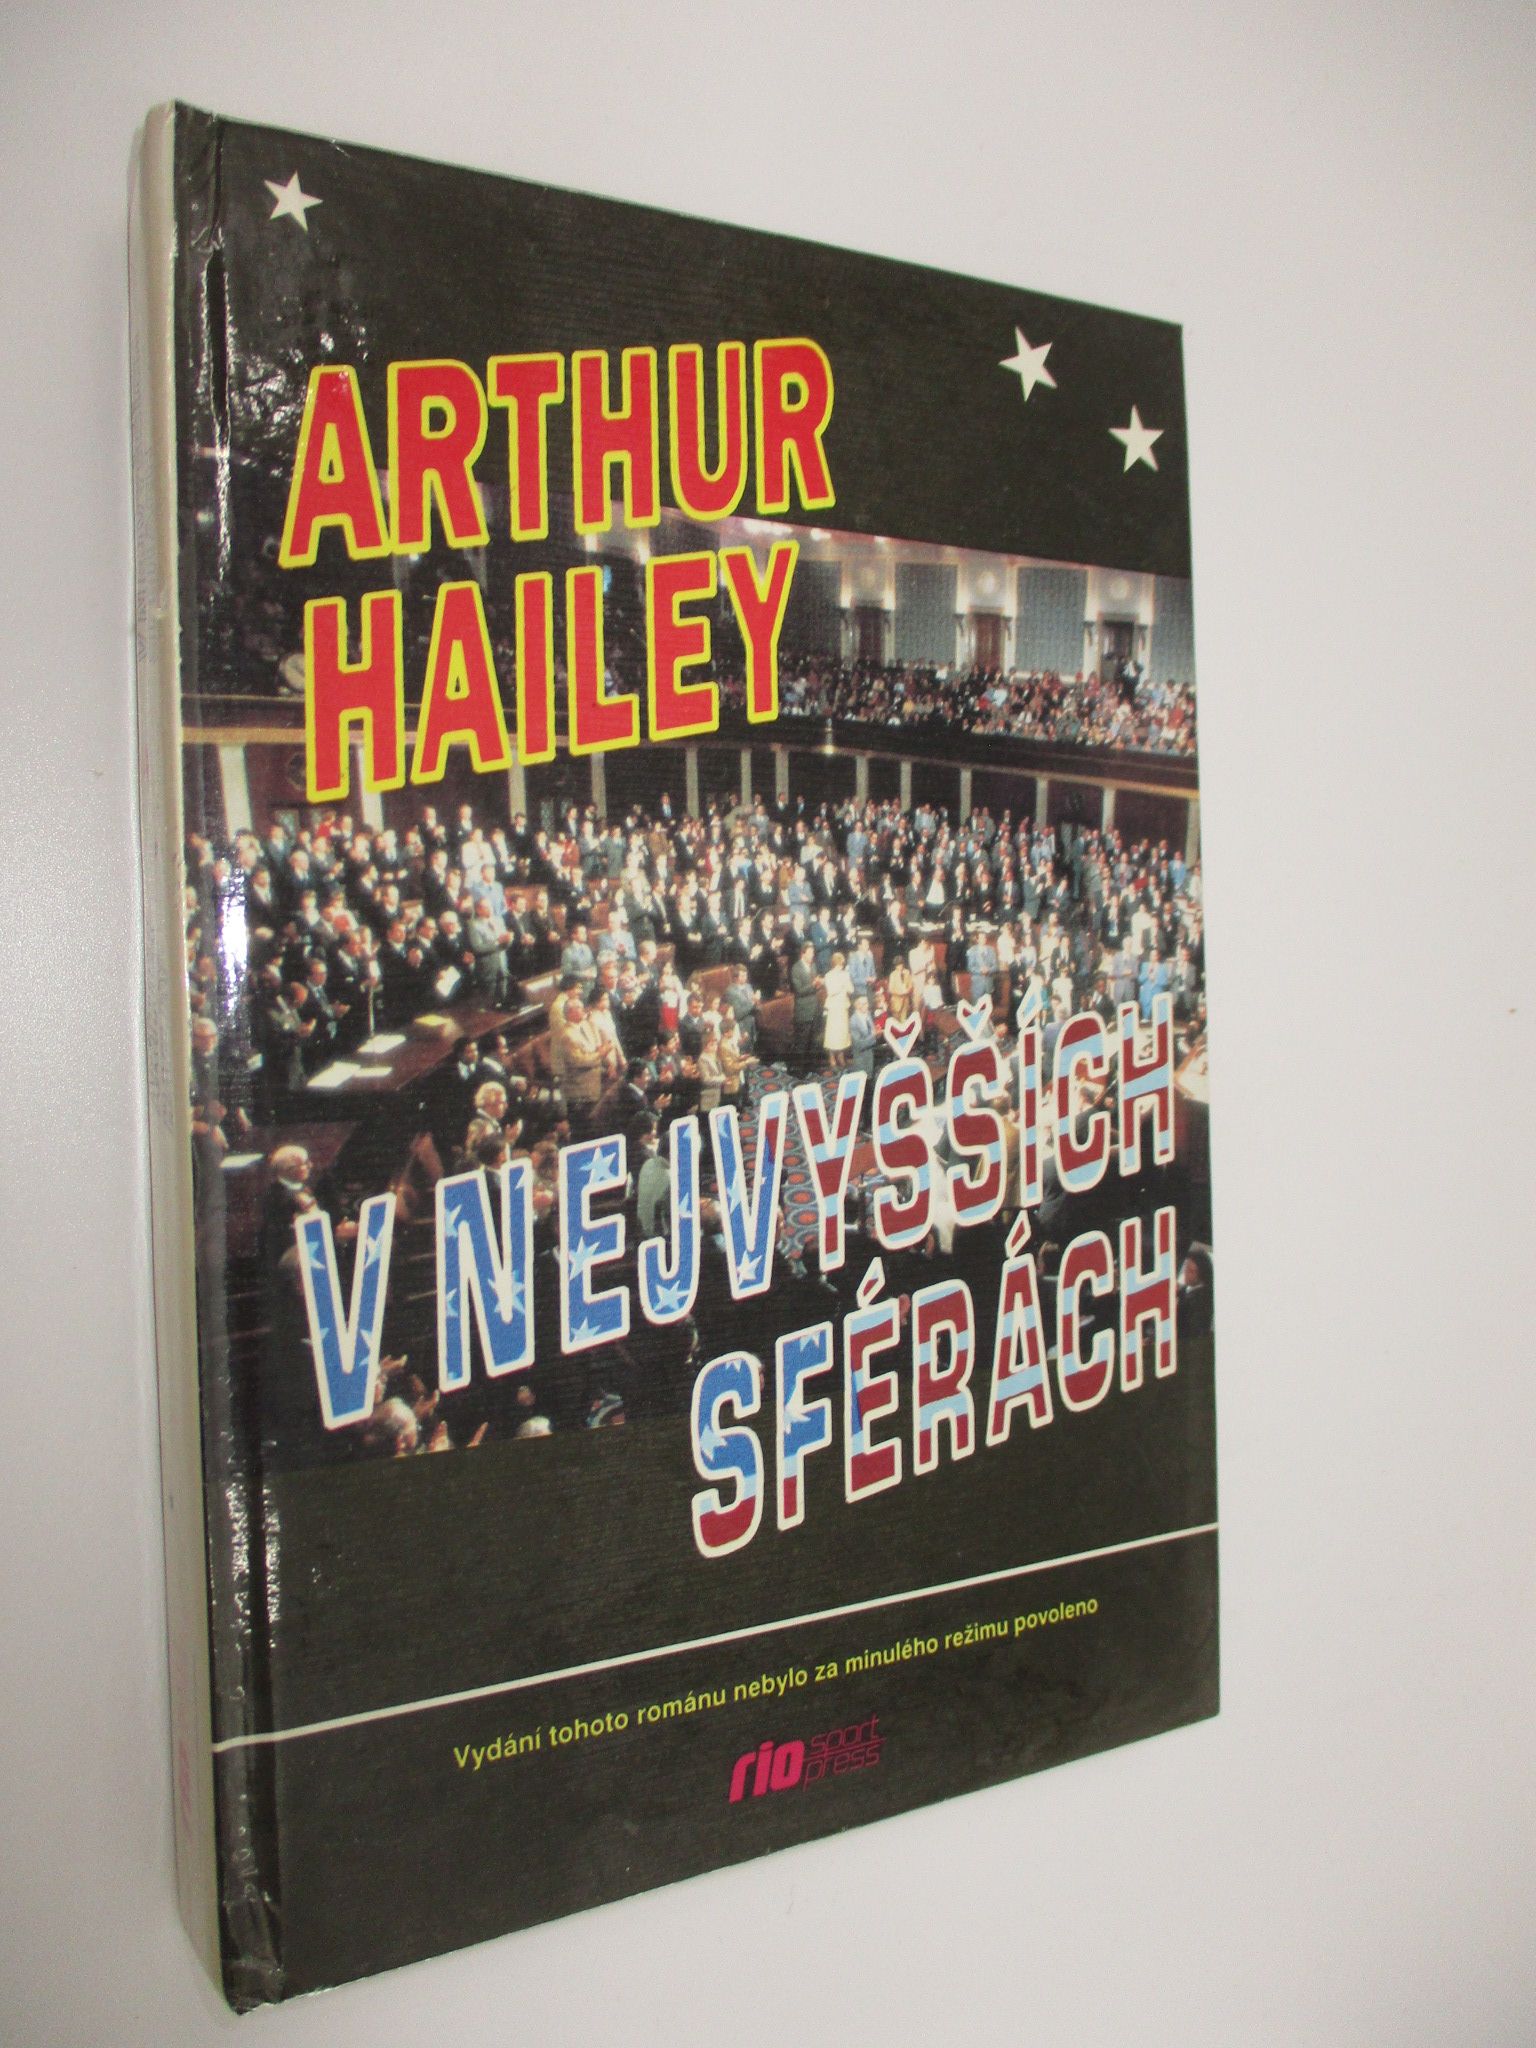 ARTHUR
HAILEY
V NEJVYŠŠÍCH
SFÉRÁCH
Vydání tohoto románu nebylo za minulého režimu povoleno
rio sport
press